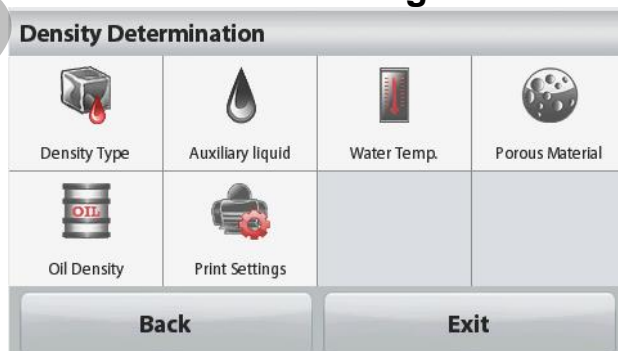 Density Determination
Density Type
Auxiliary liquid
Water Temp.
Porous Material
OIL
Oil Density
Print Settings
Back
Exit